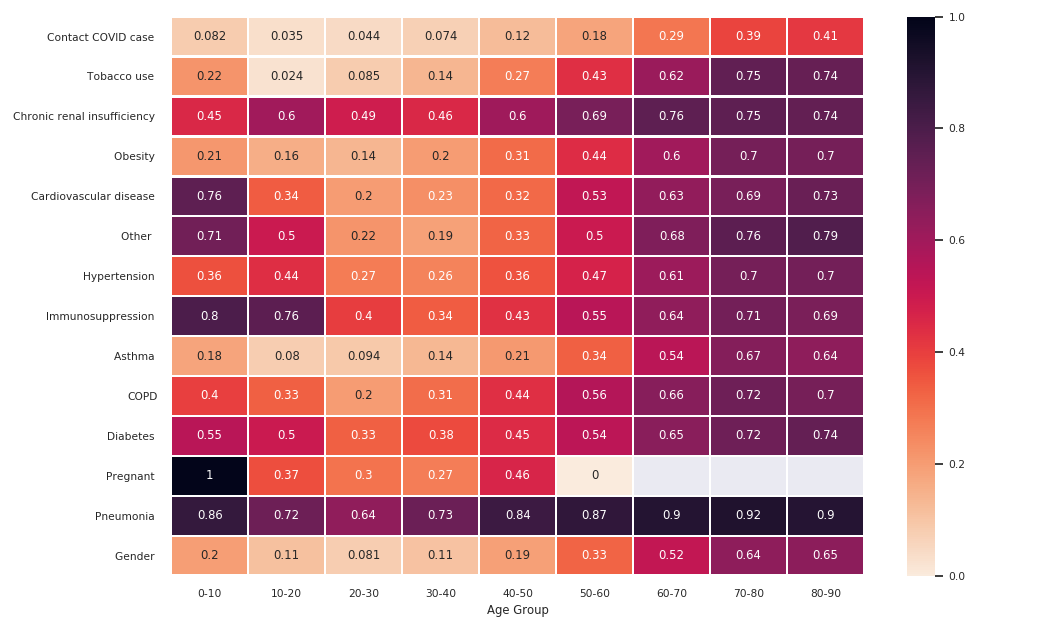 Contact COVID case 0.082 0.035 0.044 0.074 0.12 0.18 0.29 0.39 0.41
Tobacco use 0.22 0.024 0.085 0.14 0.27 0.43 0.62 0.75 0.74
Chronic renal insufficiency 0.45 0.6 0.49 0.46 0.6 0.69 0.76 0.75 0.74
Obesity 0.21 0.16 0.14 0.2 0.31 0.44 0.6 0.7 0.7
Cardiovascular disease 0.76 0.34 0.2 0.23 0.32 0.53 0.63 0.69 0.73
Other 0.71 0.5 0.22 0.19 0.33 0.5 0.68 0.76 0.79
Hypertension 0.36 0.44 0.27 0.26 0.36 0.47 0.61 0.7 0.7
Immunosuppression 0.8 0.76 0.4 0.34 0.43 0.55 0.64 0.71 0.69
Asthma 0.18 0.08 0.094 0.14 0.21 0.34 0.54 0.67 0.64
COPD 0.4 0.33 0.2 0.31 0.44 0.56 0.66 0.72 0.7
Diabetes 0.55 0.5 0.33 0.38 0.45 0.54 0.65 0.72 0.74
Pregnant 1 0.37 0.3 0.27 0.46 0
Pneumonia 0.86 0.72 0.64 0.73 0.84 0.87 0.9 0.92 0.9
Gender 0.2 0.11 0.081 0.11 0.19 0.33 0.52 0.64 0.65
0-10 10-20 20-30 30-40 40-50 50-60 60-70 70-80 80-90
Age Group
1.0
0.8
0.6
0.4
0.2
0.0